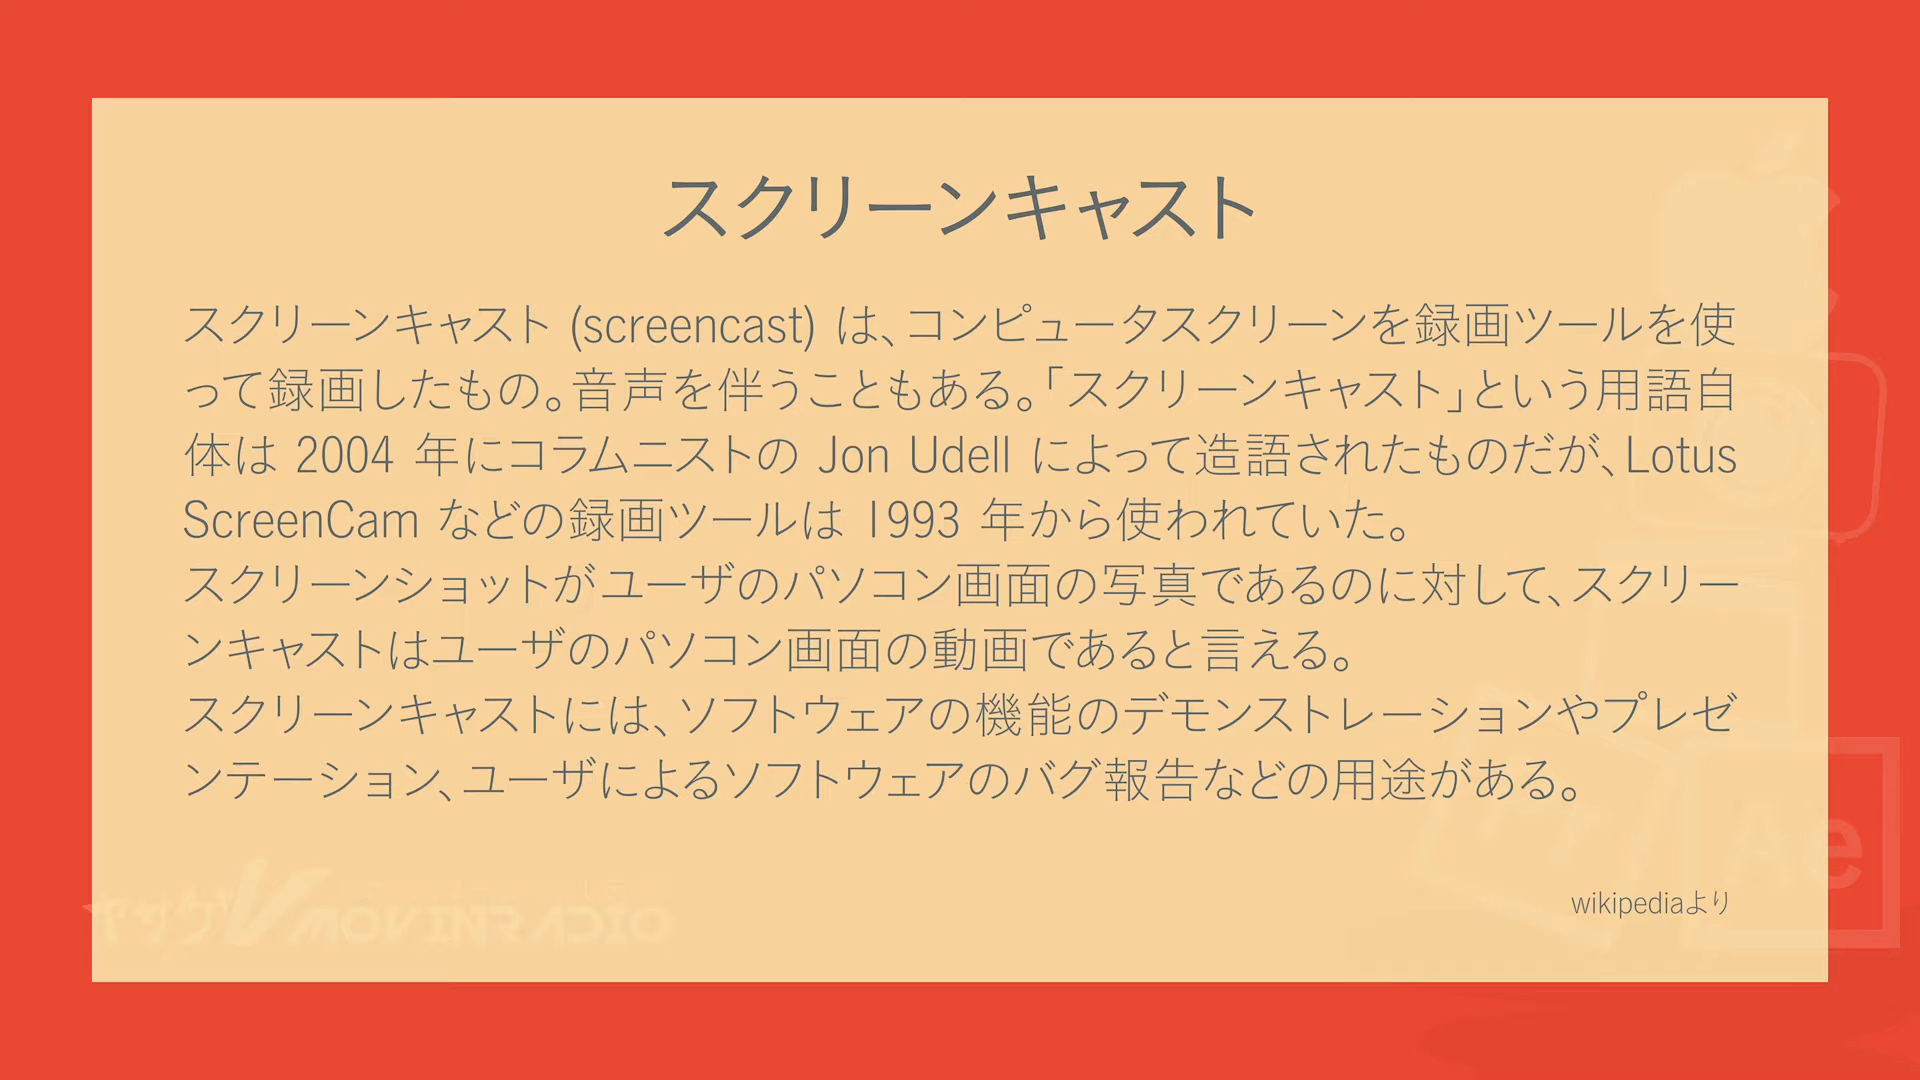 スクリーンキャスト
スクリーンキャスト (screencast) は、コンピュータスクリーンを録画ツールを使
って録画したもの。音声を伴うこともある。「スクリーンキャスト」という用語自
体は 2004 年にコラムニストの Jon Udell によって造語されたものだが、Lotus
ScreenCam などの録画ツールは 1993 年から使われていた。
スクリーンショットがユーザのパソコン画面の写真であるのに対して、スクリー
ンキャストはユーザのパソコン画面の動画であると言える。
スクリーンキャストには、ソフトウェアの機能のデモンストレーションやプレゼ
ンテーション、ユーザによるソフトウェアのバグ報告などの用途がある。
Pr
Ae
wikipediaより
ヤサグV MOVINRADIO